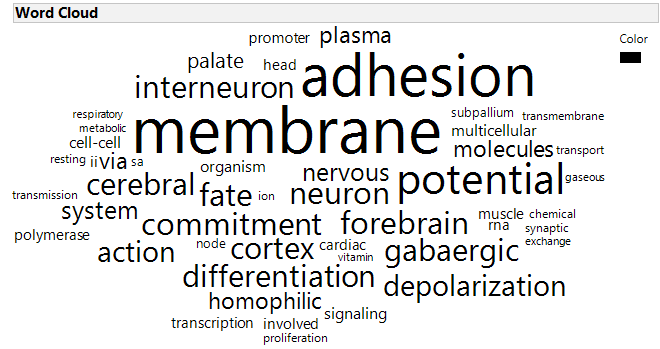 Word Cloud
Color
promoter plasma
palate head
interneuron adhesion
respiratory
metabolic
membrane
subpallium transmembrane
multicellular
cell-cell
molecules transport
resting ii via sa
organism nervous
gaseous
cerebral fate ion neuron potential
transmission
system commitment forebrain muscle chemical
rna synaptic
polymerase
exchange
action node cortex cardiac gabaergic
vitamin
differentiation depolarization
homophilic
signaling
transcription involved
proliferation